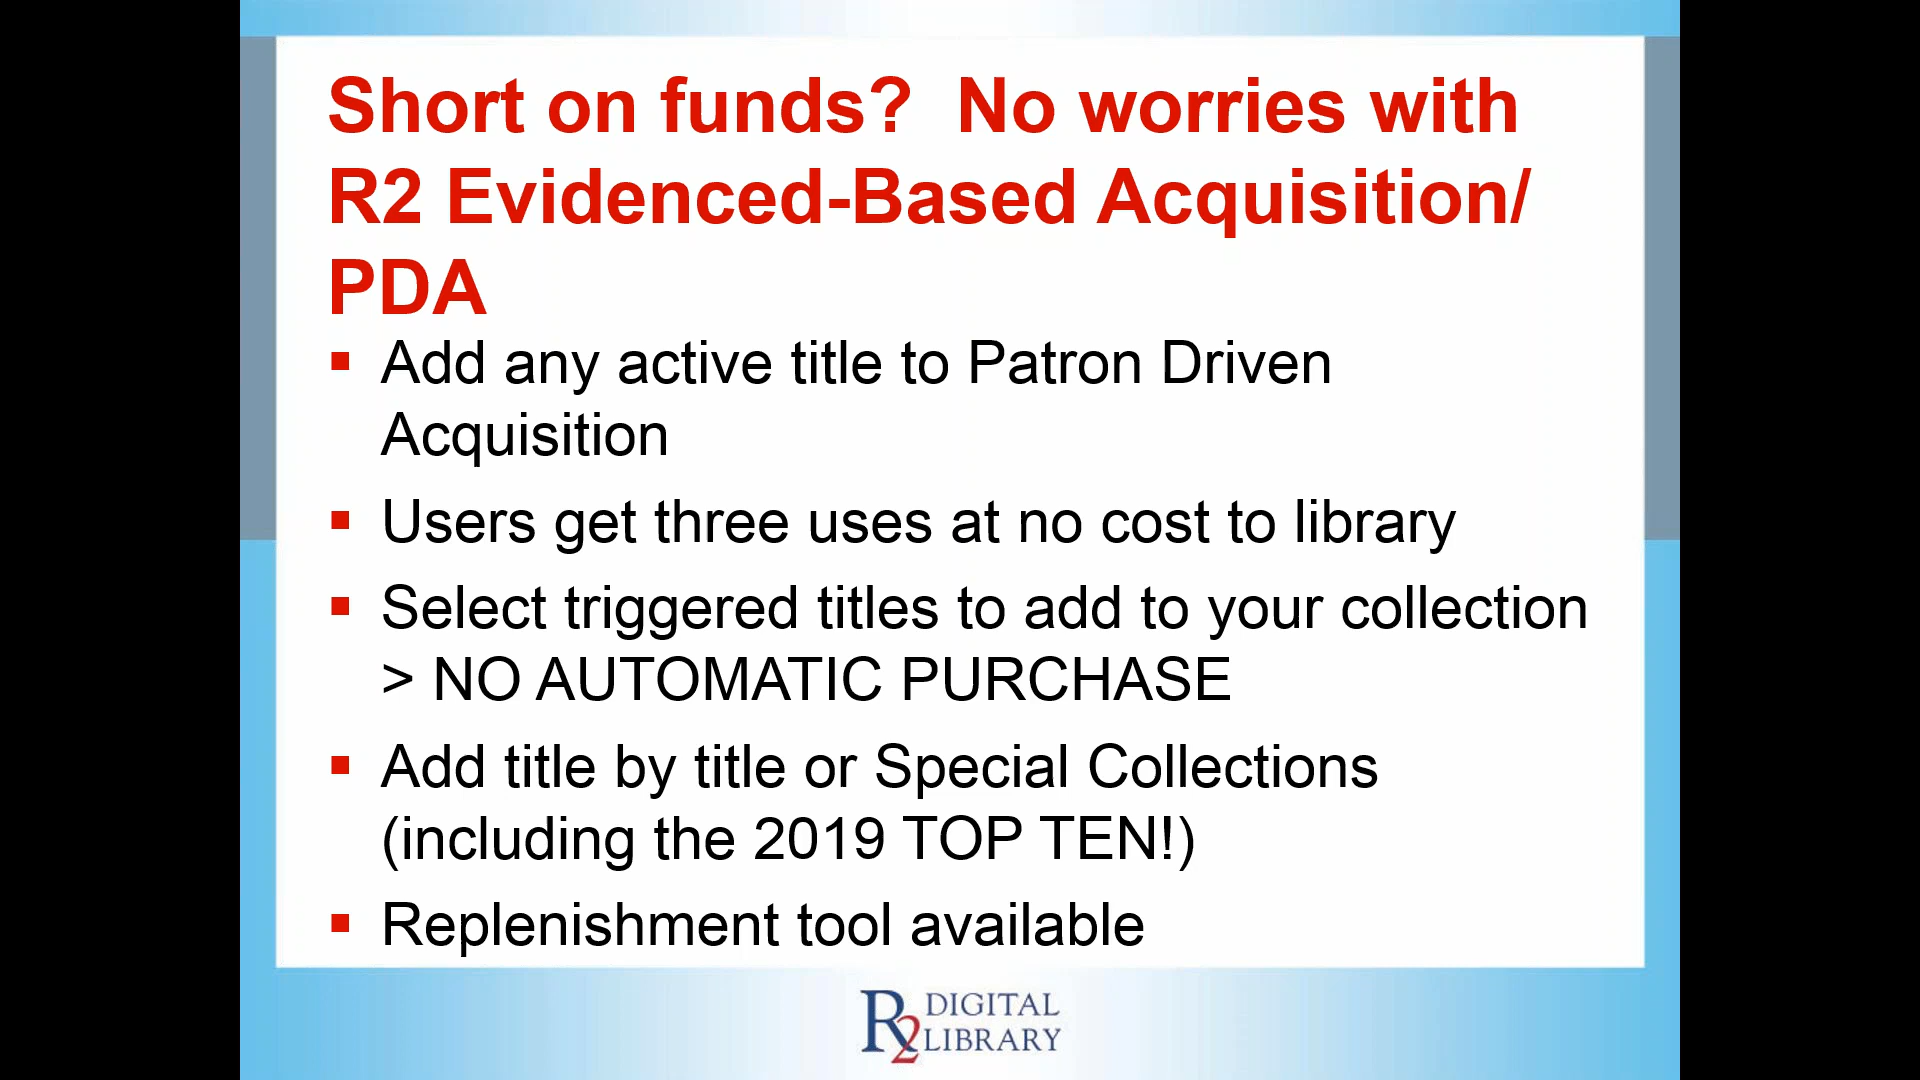 Short on funds?  No worries with
R2 Evidenced-Based Acquisition/
PDA
Add any active title to Patron Driven
Acquisition
Users get three uses at no cost to library
Select triggered titles to add to your collection
> NO AUTOMATIC PURCHASE
Add title by title or Special Collections
(including the 2019 TOP TEN!)
Replenishment tool available
R2 DIGITAL
LIBRARY